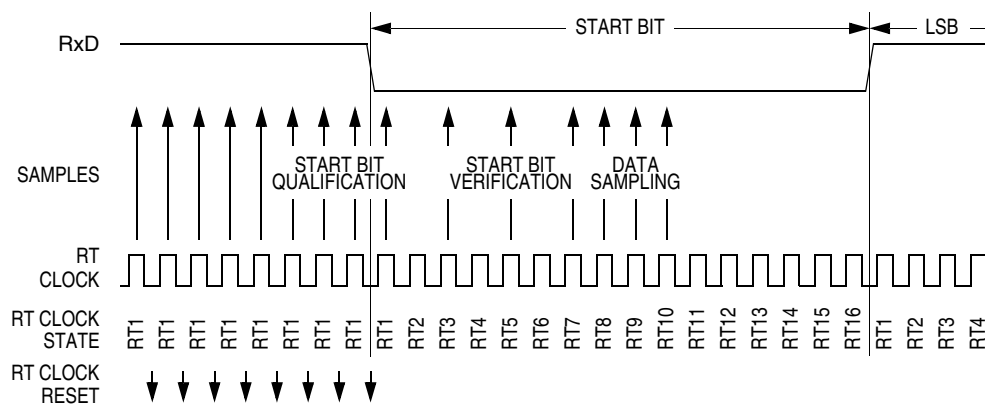 START BIT
LSB
RxD
SAMPLES
START BIT
QUALIFICATION
START BIT
VERIFICATION
DATA
SAMPLING
RT
CLOCK
RT CLOCK
STATE
RT1 RT1 RT1 RT1 RT1 RT1 RT1 RT1 RT1 RT2 RT3 RT4 RT5 RT6 RT7 RT8 RT9 RT10 RT11 RT12 RT13 RT14 RT15 RT16 RT1 RT2 RT3 RT4
RT CLOCK
RESET